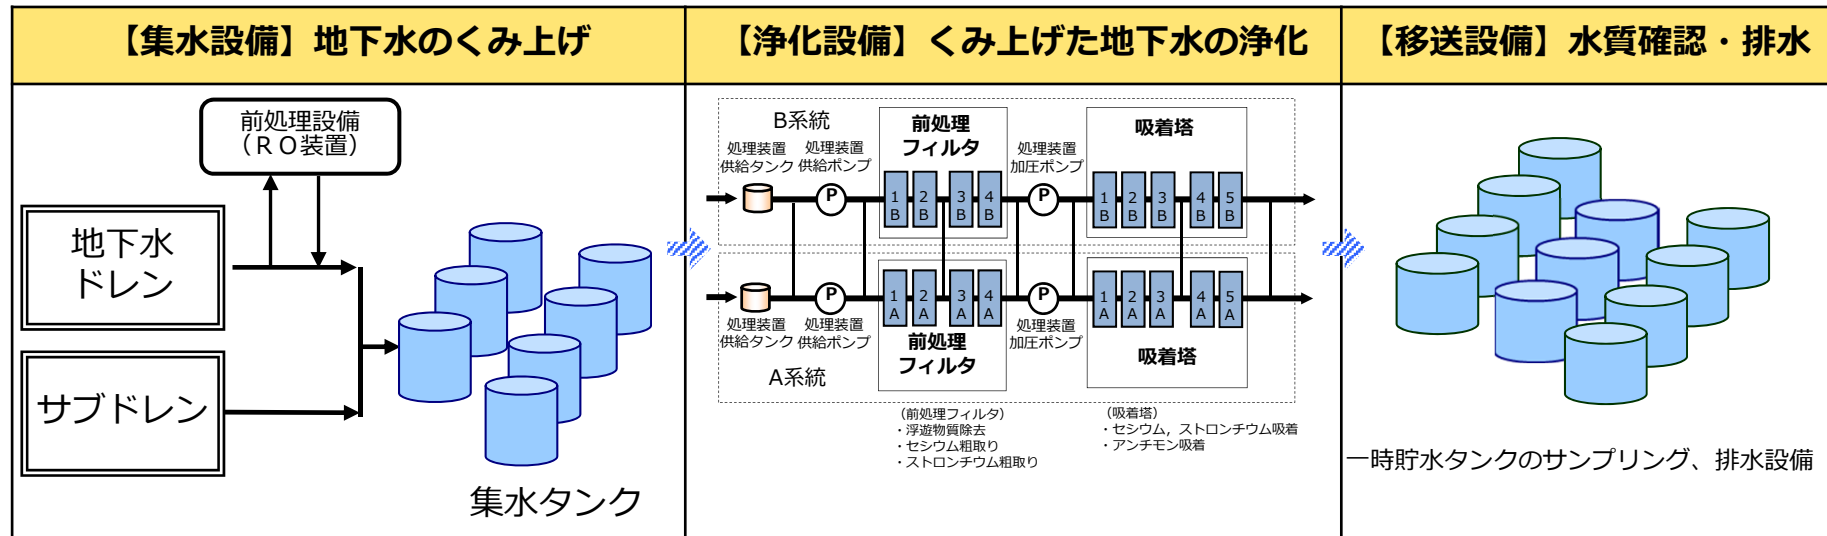 【集水設備】地下水のくみ上げ
前処理設備
（ＲＯ装置）
地下水
ドレン
サブドレン
集水タンク
【浄化設備】くみ上げた地下水の浄化
B系統
処理装置
供給タンク
処理装置
供給ポンプ
前処理
フィルタ
処理装置
加圧ポンプ
吸着塔
P
1B
2B
3B
4B
P
1B
2B
3B
4B
5B
P
1A
2A
3A
4A
P
1A
2A
3A
4A
5A
処理装置
供給タンク
処理装置
供給ポンプ
前処理
フィルタ
処理装置
加圧ポンプ
吸着塔
A系統
（前処理フィルタ）
・浮遊物質除去
・セシウム粗取り
・ストロンチウム粗取り
（吸着塔）
・セシウム，ストロンチウム吸着
・アンチモン吸着
【移送設備】水質確認・排水
一時貯水タンクのサンプリング、排水設備